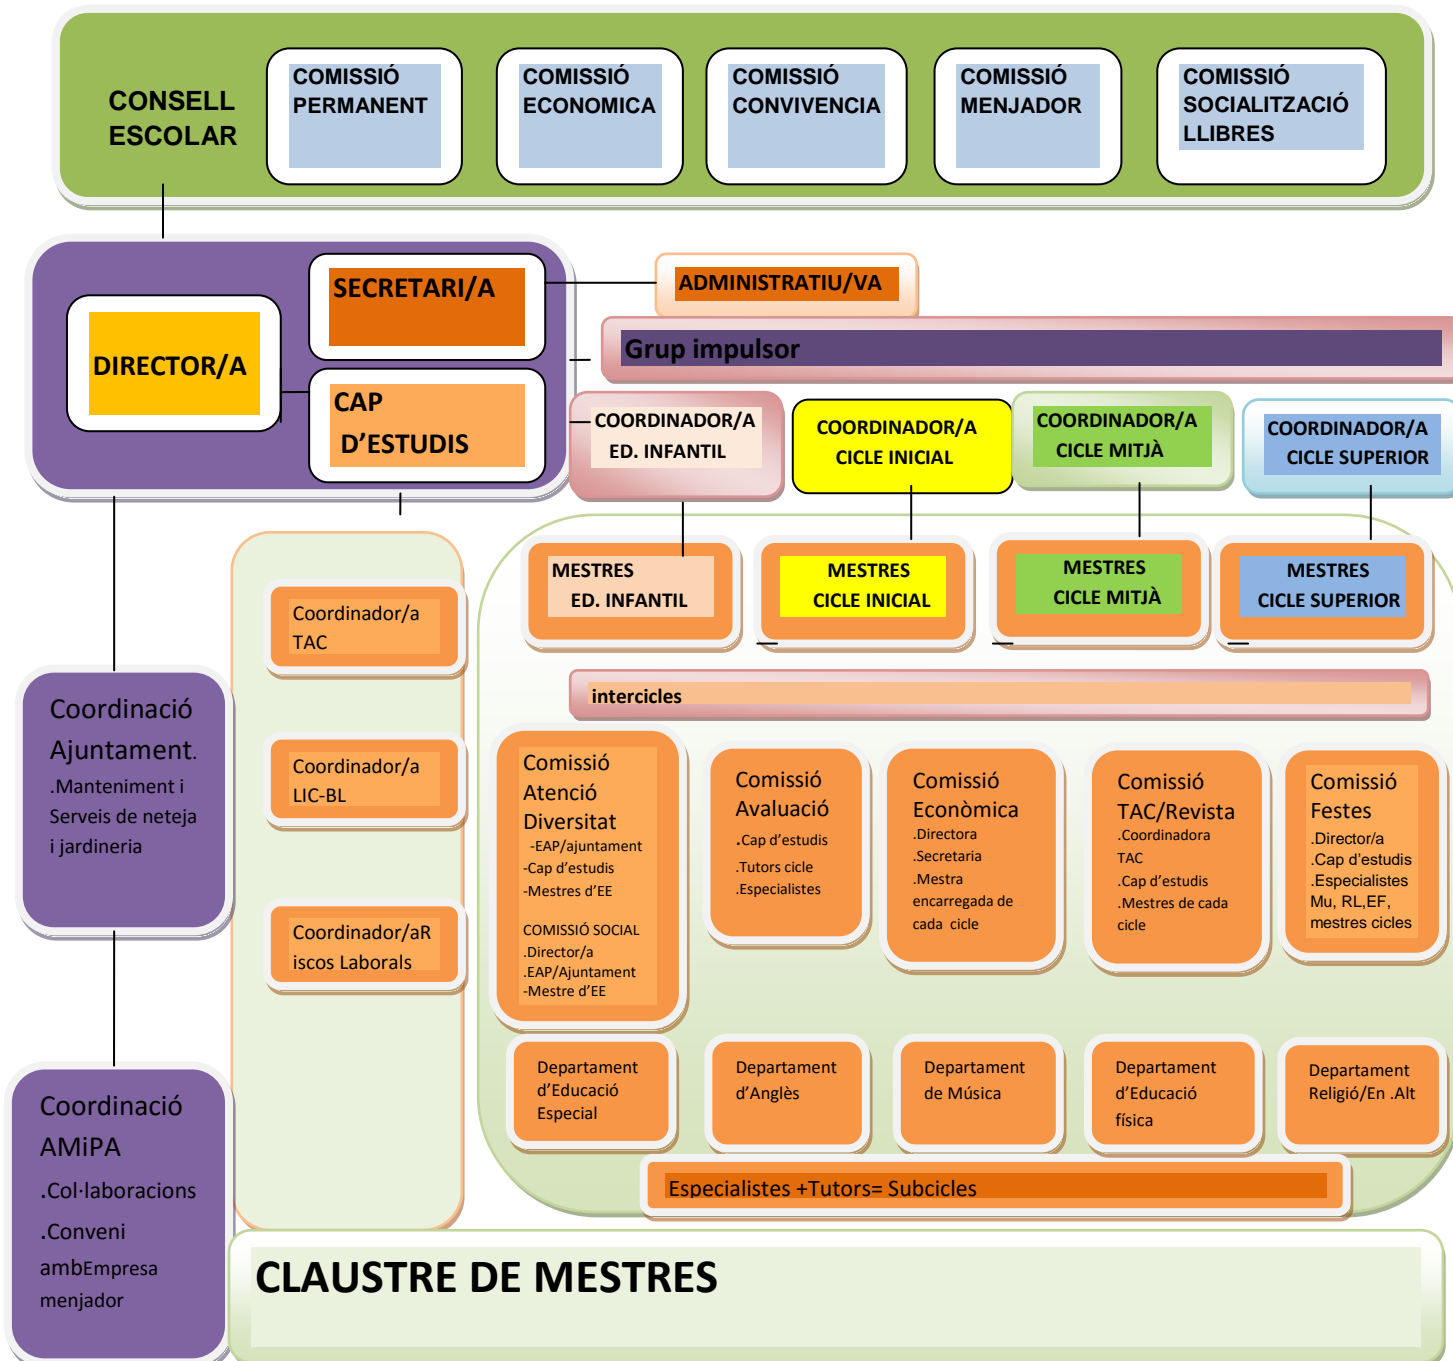 CONSELL
ESCOLAR
COMISSIÓ
PERMANENT
COMISSIÓ
ECONOMICA
COMISSIÓ
CONVIVENCIA
COMISSIÓ
MENJADOR
COMISSIÓ
SOCIALITZACIÓ
LLIBRES
DIRECTOR/A
SECRETARI/A
CAP
D'ESTUDIS
ADMINISTRATIU/VA
Grup impulsor
COORDINADOR/A
ED. INFANTIL
COORDINADOR/A
CICLE INICIAL
COORDINADOR/A
CICLE MITJÀ
COORDINADOR/A
CICLE SUPERIOR
MESTRES
ED. INFANTIL
MESTRES
CICLE INICIAL
MESTRES
CICLE MITJÀ
MESTRES
CICLE SUPERIOR
Coordinador/a
TAC
Coordinador/a
LIC-BL
Coordinador/aR
iscos Laborals
Coordinació
Ajuntament.
.Manteniment i
Serveis de neteja
i jardineria
Coordinació
AMiPA
.Col·laboracions
.Conveni
ambEmpresa
menjador
intercicles
Comissió
Atenció
Diversitat
-EAP/ajuntament
-Cap d'estudis
-Mestres d'EE
COMISSIÓ SOCIAL
.Director/a
.EAP/Ajuntament
-Mestre d'EE
Comissió
Avaluació
.Cap d'estudis
.Tutors cicle
.Especialistes
Comissió
Econòmica
.Directora
.Secretaria
.Mestra
encarregada de
cada cicle
Comissió
TAC/Revista
.Coordinadora
TAC
.Cap d'estudis
.Mestres de cada
cicle
Comissió
Festes
.Director/a
.Cap d'estudis
.Especialistes
Mu, RL,EF,
mestres cicles
Departament
d'Educació
Especial
Departament
d'Anglès
Departament
de Música
Departament
d'Educació
física
Departament
Religió/En .Alt
Especialistes +Tutors= Subcicles
CLAUSTRE DE MESTRES